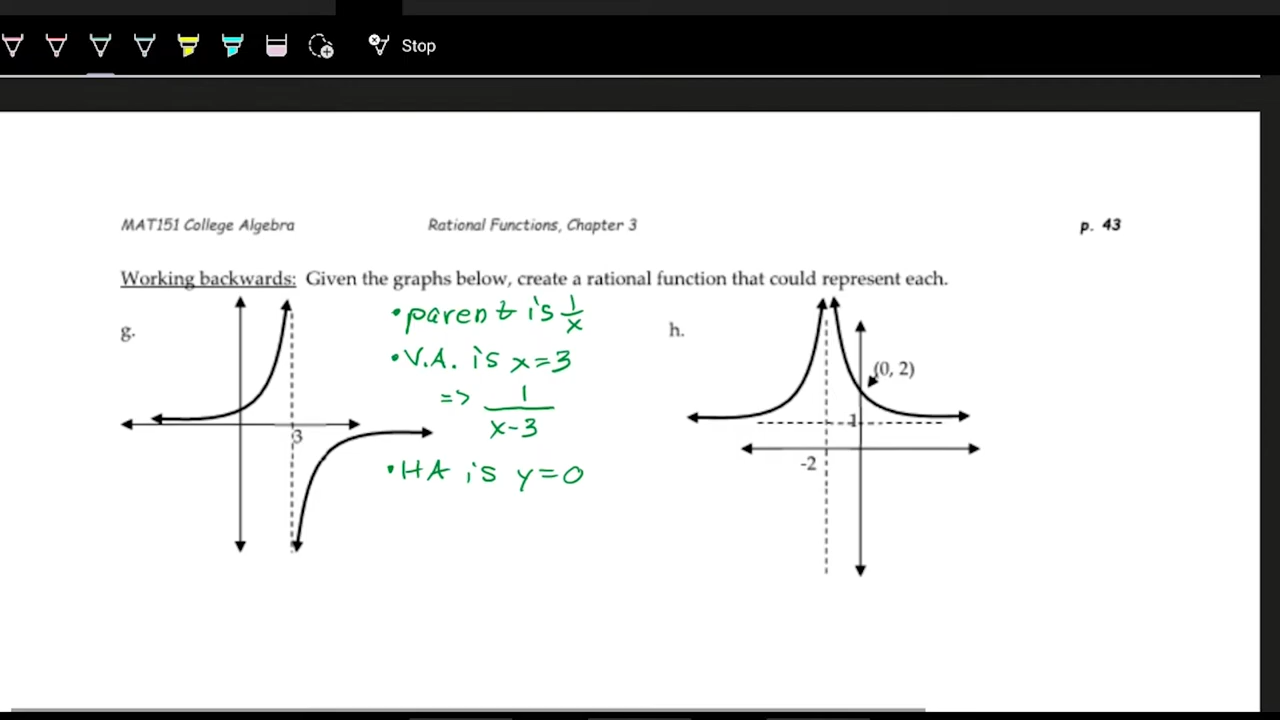 Stop
MAT151 College Algebra Rational Functions, Chapter 3 p. 43
Working backwards: Given the graphs below, create a rational function that could represent each.
g.
3
•parent is 1/x
•V.A. is x=3
=> 1/(x-3)
•HA is y=0
h.
(0, 2)
1
-2